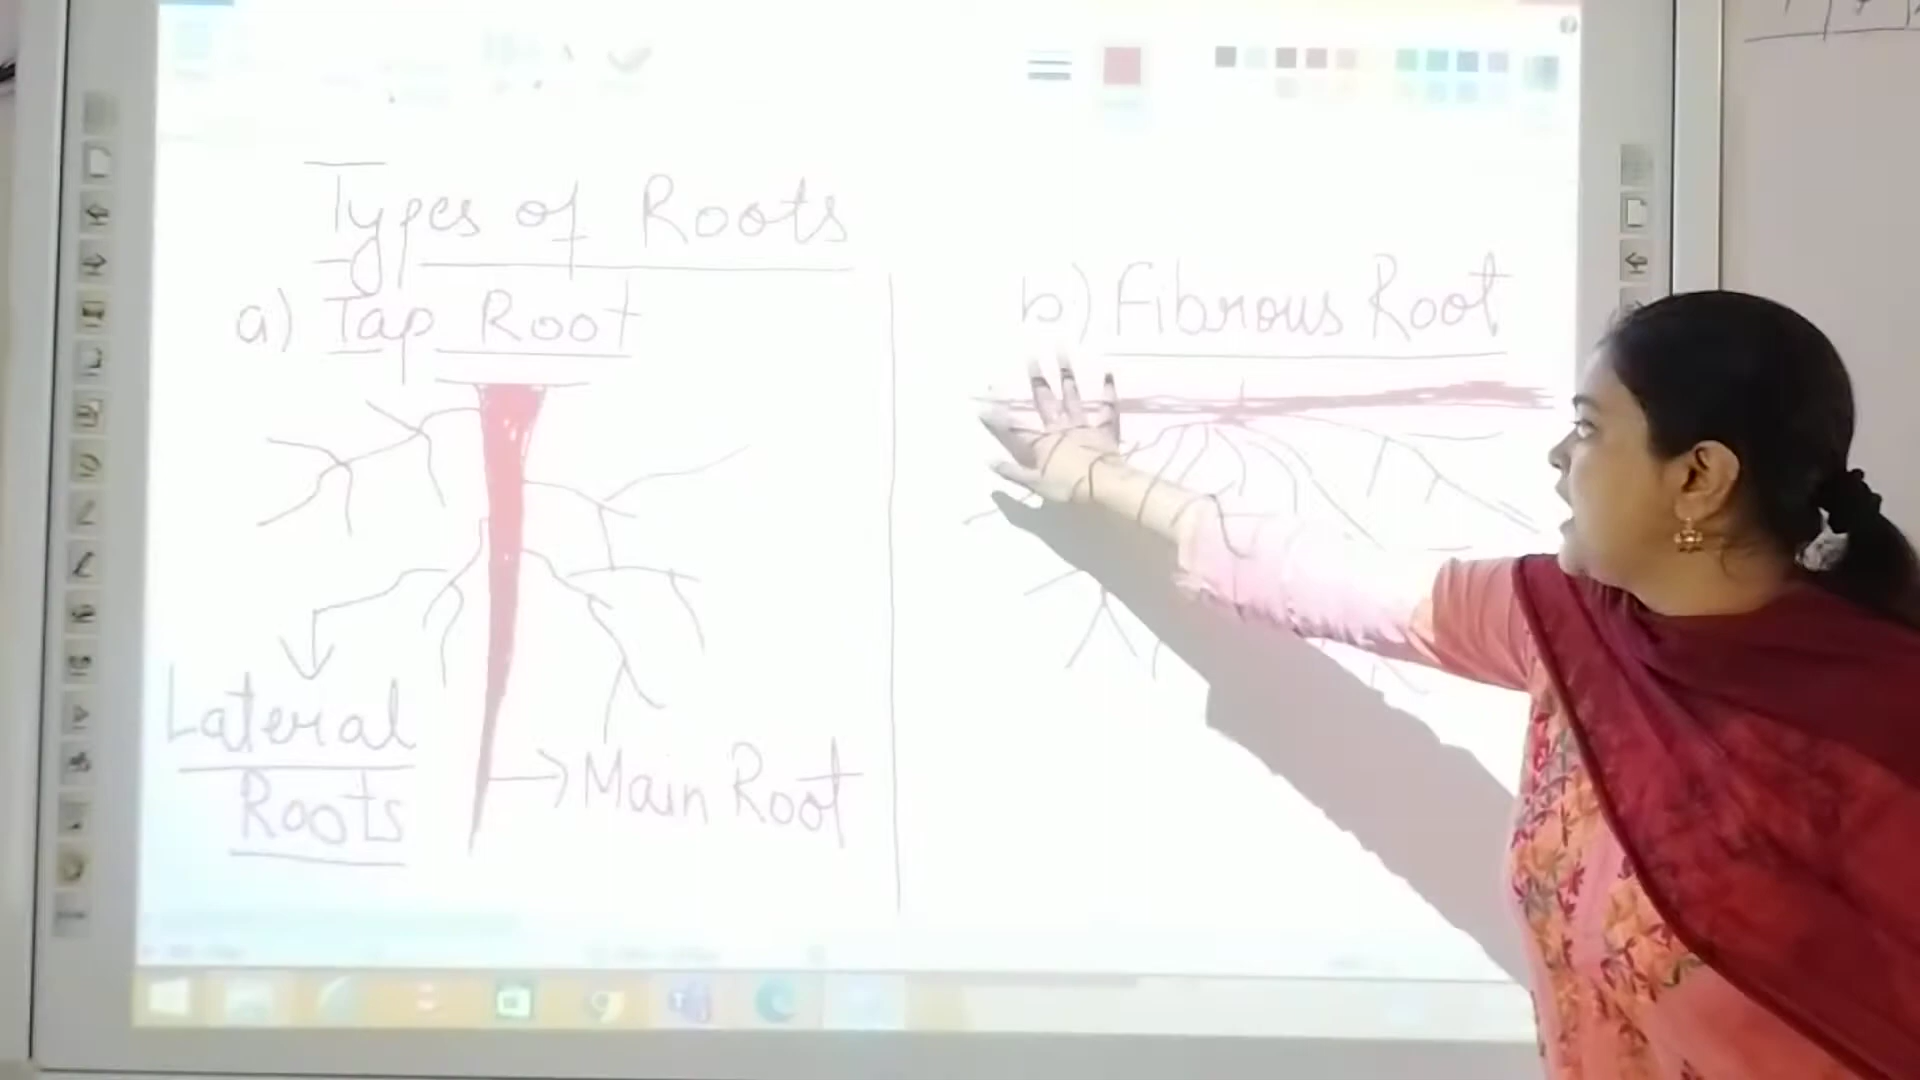 Types of Roots
a) Tap Root
Lateral
Roots
Main Root
b) Fibrous Root